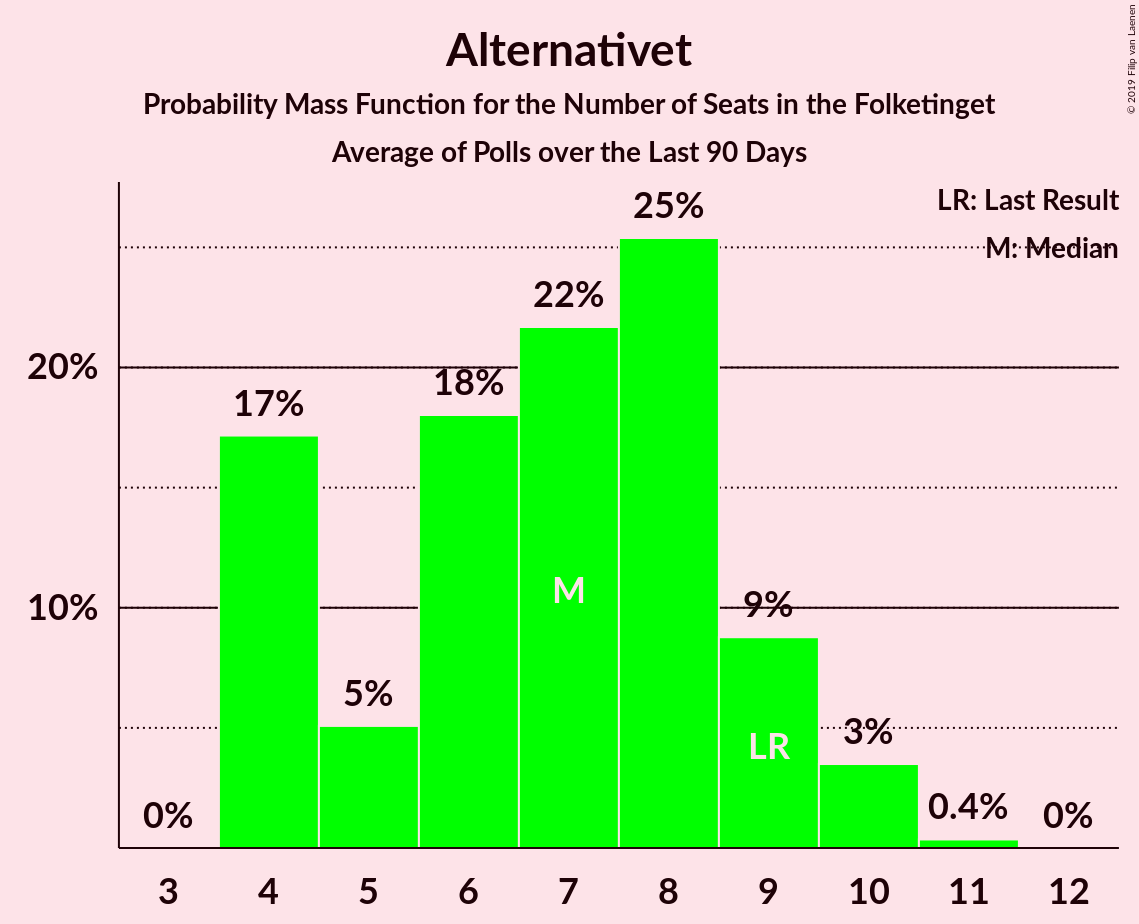 Alternativet
Probability Mass Function for the Number of Seats in the Folketinget
Average of Polls over the Last 90 Days
© 2019 Filip van Laenen
LR: Last Result
M: Median
20%
10%
0%
17%
5%
18%
22%
25%
9%
3%
0.4%
0%
M
LR
3 4 5 6 7 8 9 10 11 12